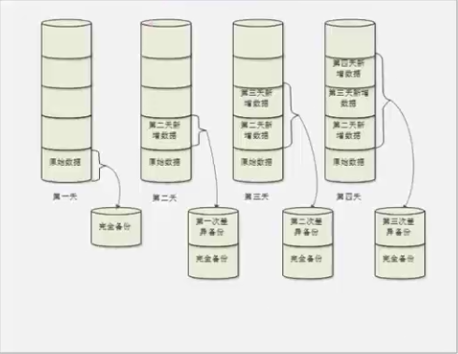 原始数据
第二天新
增数据
原始数据
第三天新
增数据
第二天新
增数据
原始数据
第四天新
增数据
第三天新增
数据
第二天新
增数据
原始数据
第一天
第二天
第三天
第四天
完全备份
第一次差
异备份
完全备份
第二次差
异备份
完全备份
第三次差
异备份
完全备份